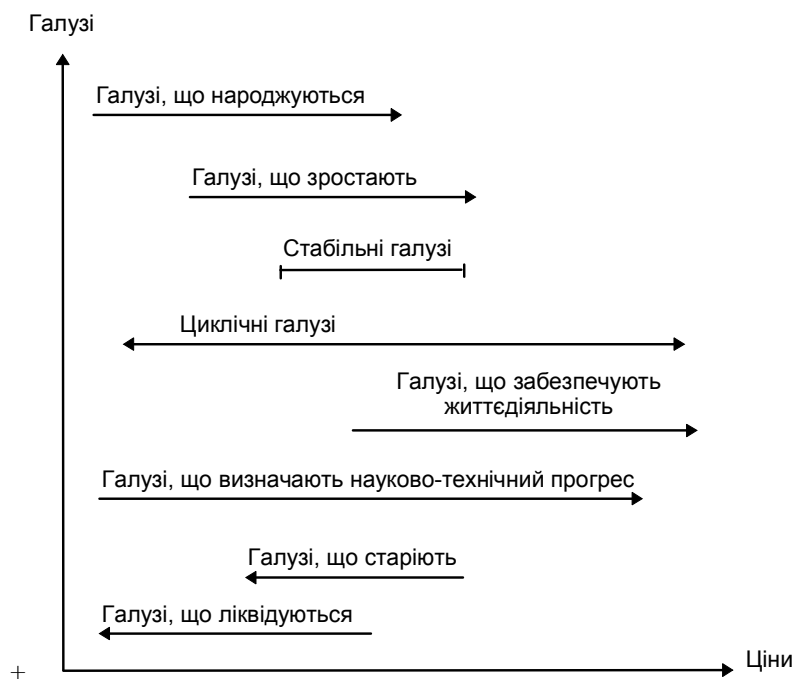 Галузі
Галузі, що народжуються
Галузі, що зростають
Стабільні галузі
Циклічні галузі
Галузі, що забезпечують
життєдіяльність
Галузі, що визначають науково-технічний прогрес
Галузі, що старіють
Галузі, що ліквідуються
Ціни
+